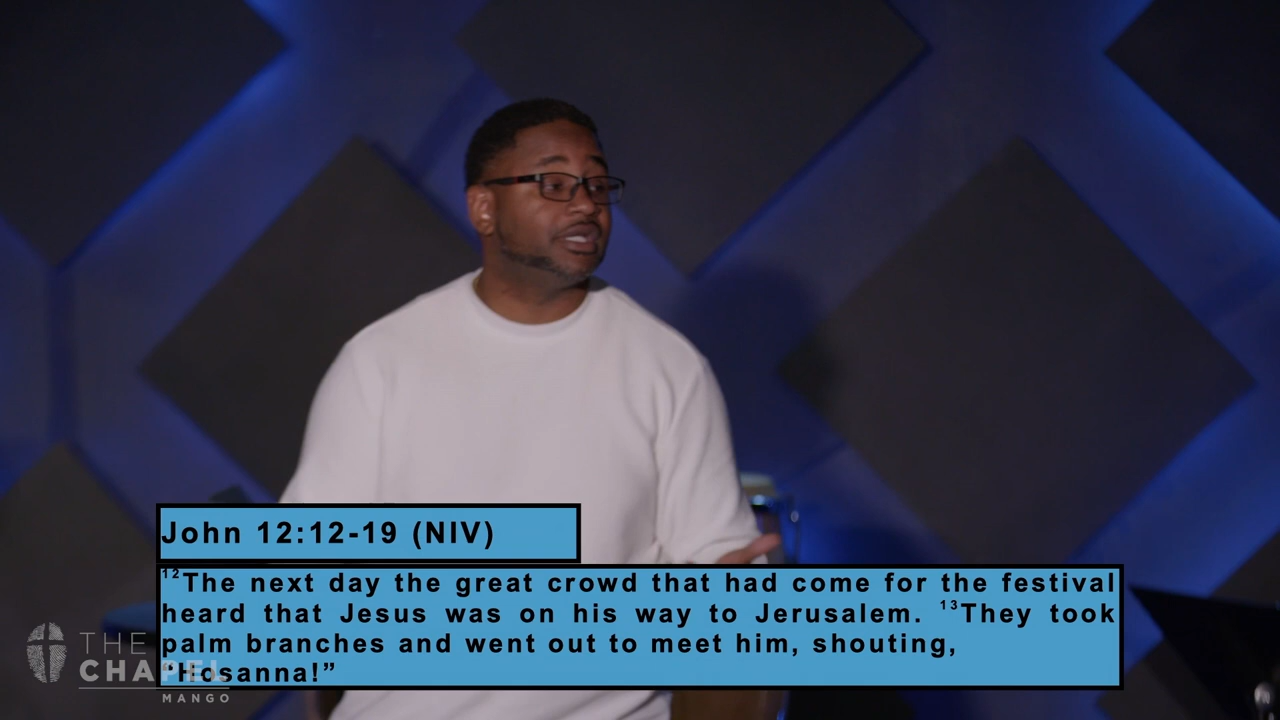 John 12:12-19 (NIV)
¹²The next day the great crowd that had come for the festival
heard that Jesus was on his way to Jerusalem. ¹³They took
palm branches and went out to meet him, shouting,
“Hosanna!”
THE
CHAPEL
MANGO